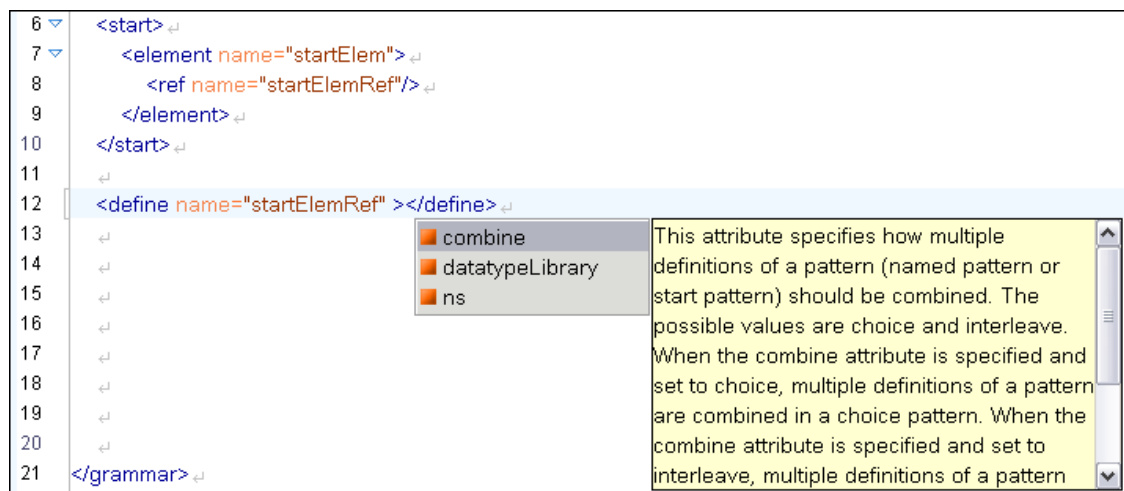 6 <start>
7 <element name="startElem">
8 <ref name="startElemRef"/>
9 </element>
10 </start>
11
12 <define name="startElemRef" ></define>
13
14
15
16
17
18
19
20
21 </grammar>
combine
datatypeLibrary
ns
This attribute specifies how multiple
definitions of a pattern (named pattern or
start pattern) should be combined. The
possible values are choice and interleave.
When the combine attribute is specified and
set to choice, multiple definitions of a pattern
are combined in a choice pattern. When the
combine attribute is specified and set to
interleave, multiple definitions of a pattern